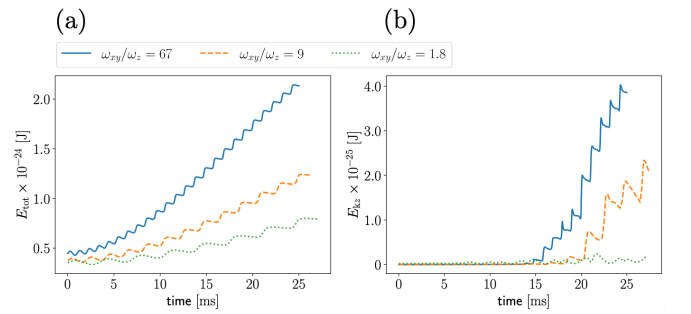 (a)
(b)
ω_xy/ω_z = 67
ω_xy/ω_z = 9
ω_xy/ω_z = 1.8
E_tot × 10^−24 [J]
2.0
1.5
1.0
0.5
0
5
10
15
20
25
time [ms]
E_kz × 10^−25 [J]
4.0
3.0
2.0
1.0
0
0
5
10
15
20
25
time [ms]